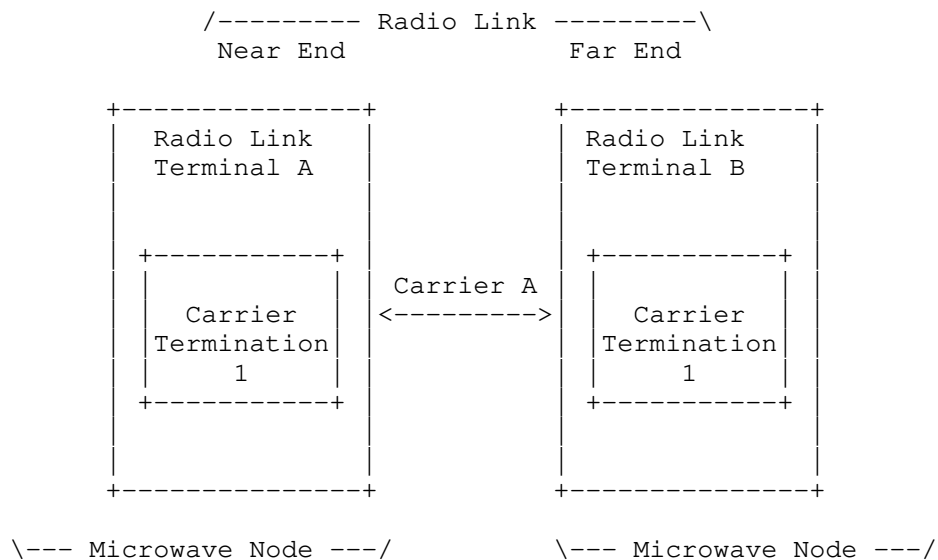 /--------- Radio Link ---------\
Near End Far End
Radio Link Radio Link
Terminal A Terminal B
Carrier A
Carrier <---------> Carrier
Termination Termination
1 1
\--- Microwave Node ---/ \--- Microwave Node ---/